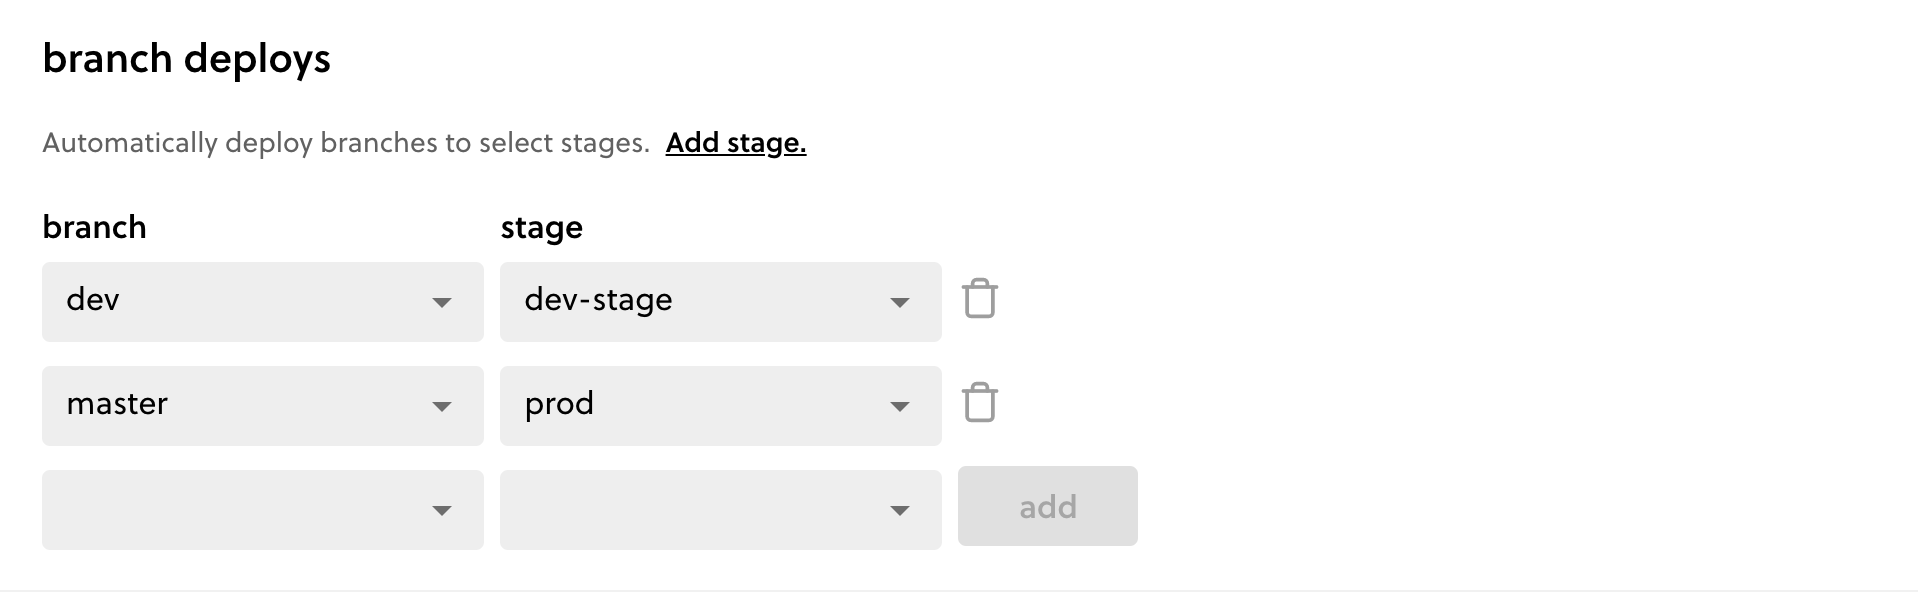 branch deploys
Automatically deploy branches to select stages. Add stage.
branch stage
dev dev-stage
master prod
add